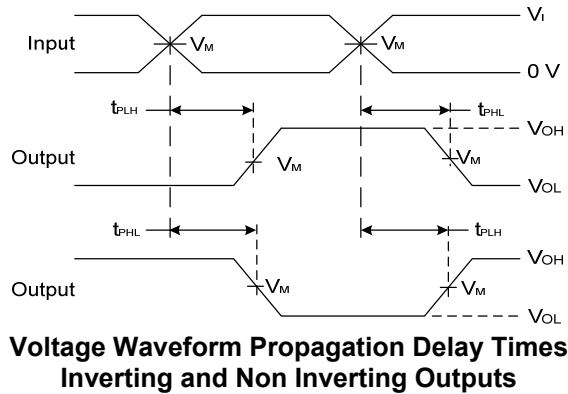 VI
Input VM VM
0 V
tPLH tPHL
VOH
Output VM VM
VOL
tPHL tPLH
VOH
Output VM VM
VOL
Voltage Waveform Propagation Delay Times
Inverting and Non Inverting Outputs